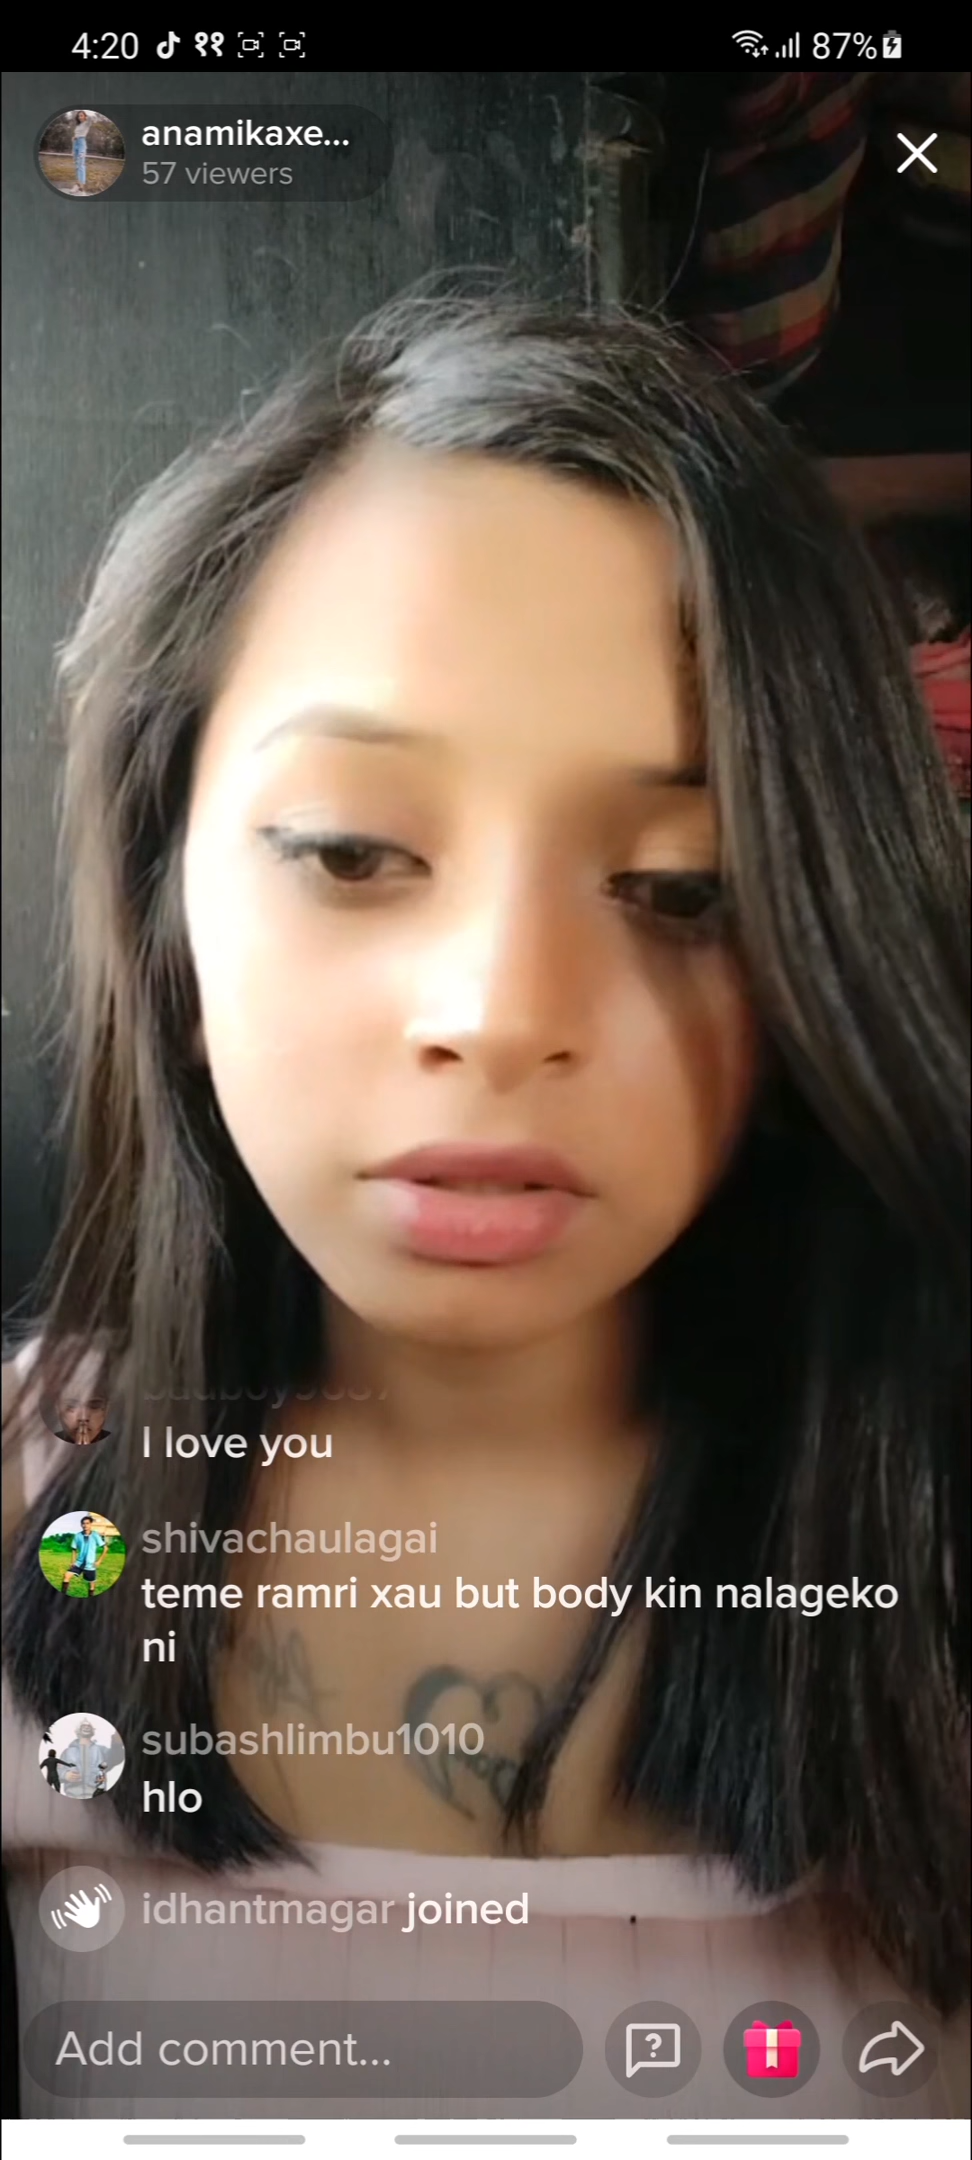 4:20 ११ 87%
anamikaxe...
57 viewers
I love you
shivachaulagai
teme ramri xau but body kin nalageko
ni
subashlimbu1010
hlo
idhantmagar joined
Add comment...